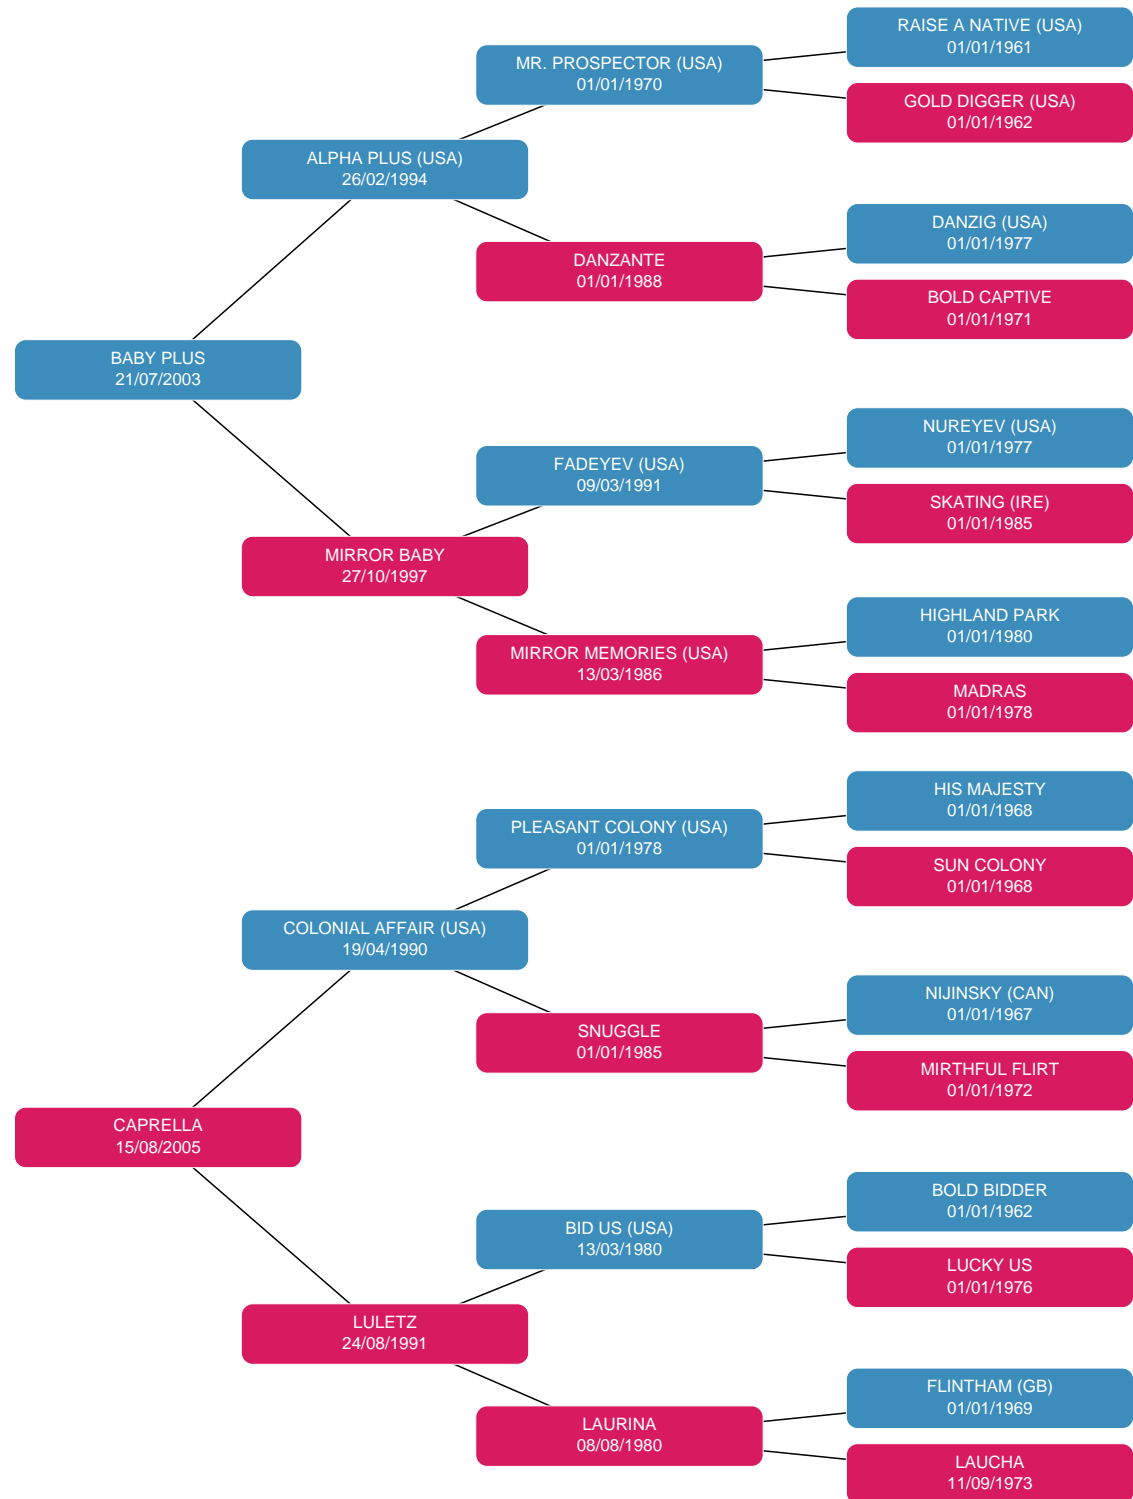 RAISE A NATIVE (USA)
01/01/1961
MR. PROSPECTOR (USA)
01/01/1970
GOLD DIGGER (USA)
01/01/1962
ALPHA PLUS (USA)
26/02/1994
DANZIG (USA)
01/01/1977
DANZANTE
01/01/1988
BOLD CAPTIVE
01/01/1971
BABY PLUS
21/07/2003
NUREYEV (USA)
01/01/1977
FADEYEV (USA)
09/03/1991
SKATING (IRE)
01/01/1985
MIRROR BABY
27/10/1997
HIGHLAND PARK
01/01/1980
MIRROR MEMORIES (USA)
13/03/1986
MADRAS
01/01/1978
HIS MAJESTY
01/01/1968
PLEASANT COLONY (USA)
01/01/1978
SUN COLONY
01/01/1968
COLONIAL AFFAIR (USA)
19/04/1990
NIJINSKY (CAN)
01/01/1967
SNUGGLE
01/01/1985
MIRTHFUL FLIRT
01/01/1972
CAPRELLA
15/08/2005
BOLD BIDDER
01/01/1962
BID US (USA)
13/03/1980
LUCKY US
01/01/1976
LULETZ
24/08/1991
FLINTHAM (GB)
01/01/1969
LAURINA
08/08/1980
LAUCHA
11/09/1973